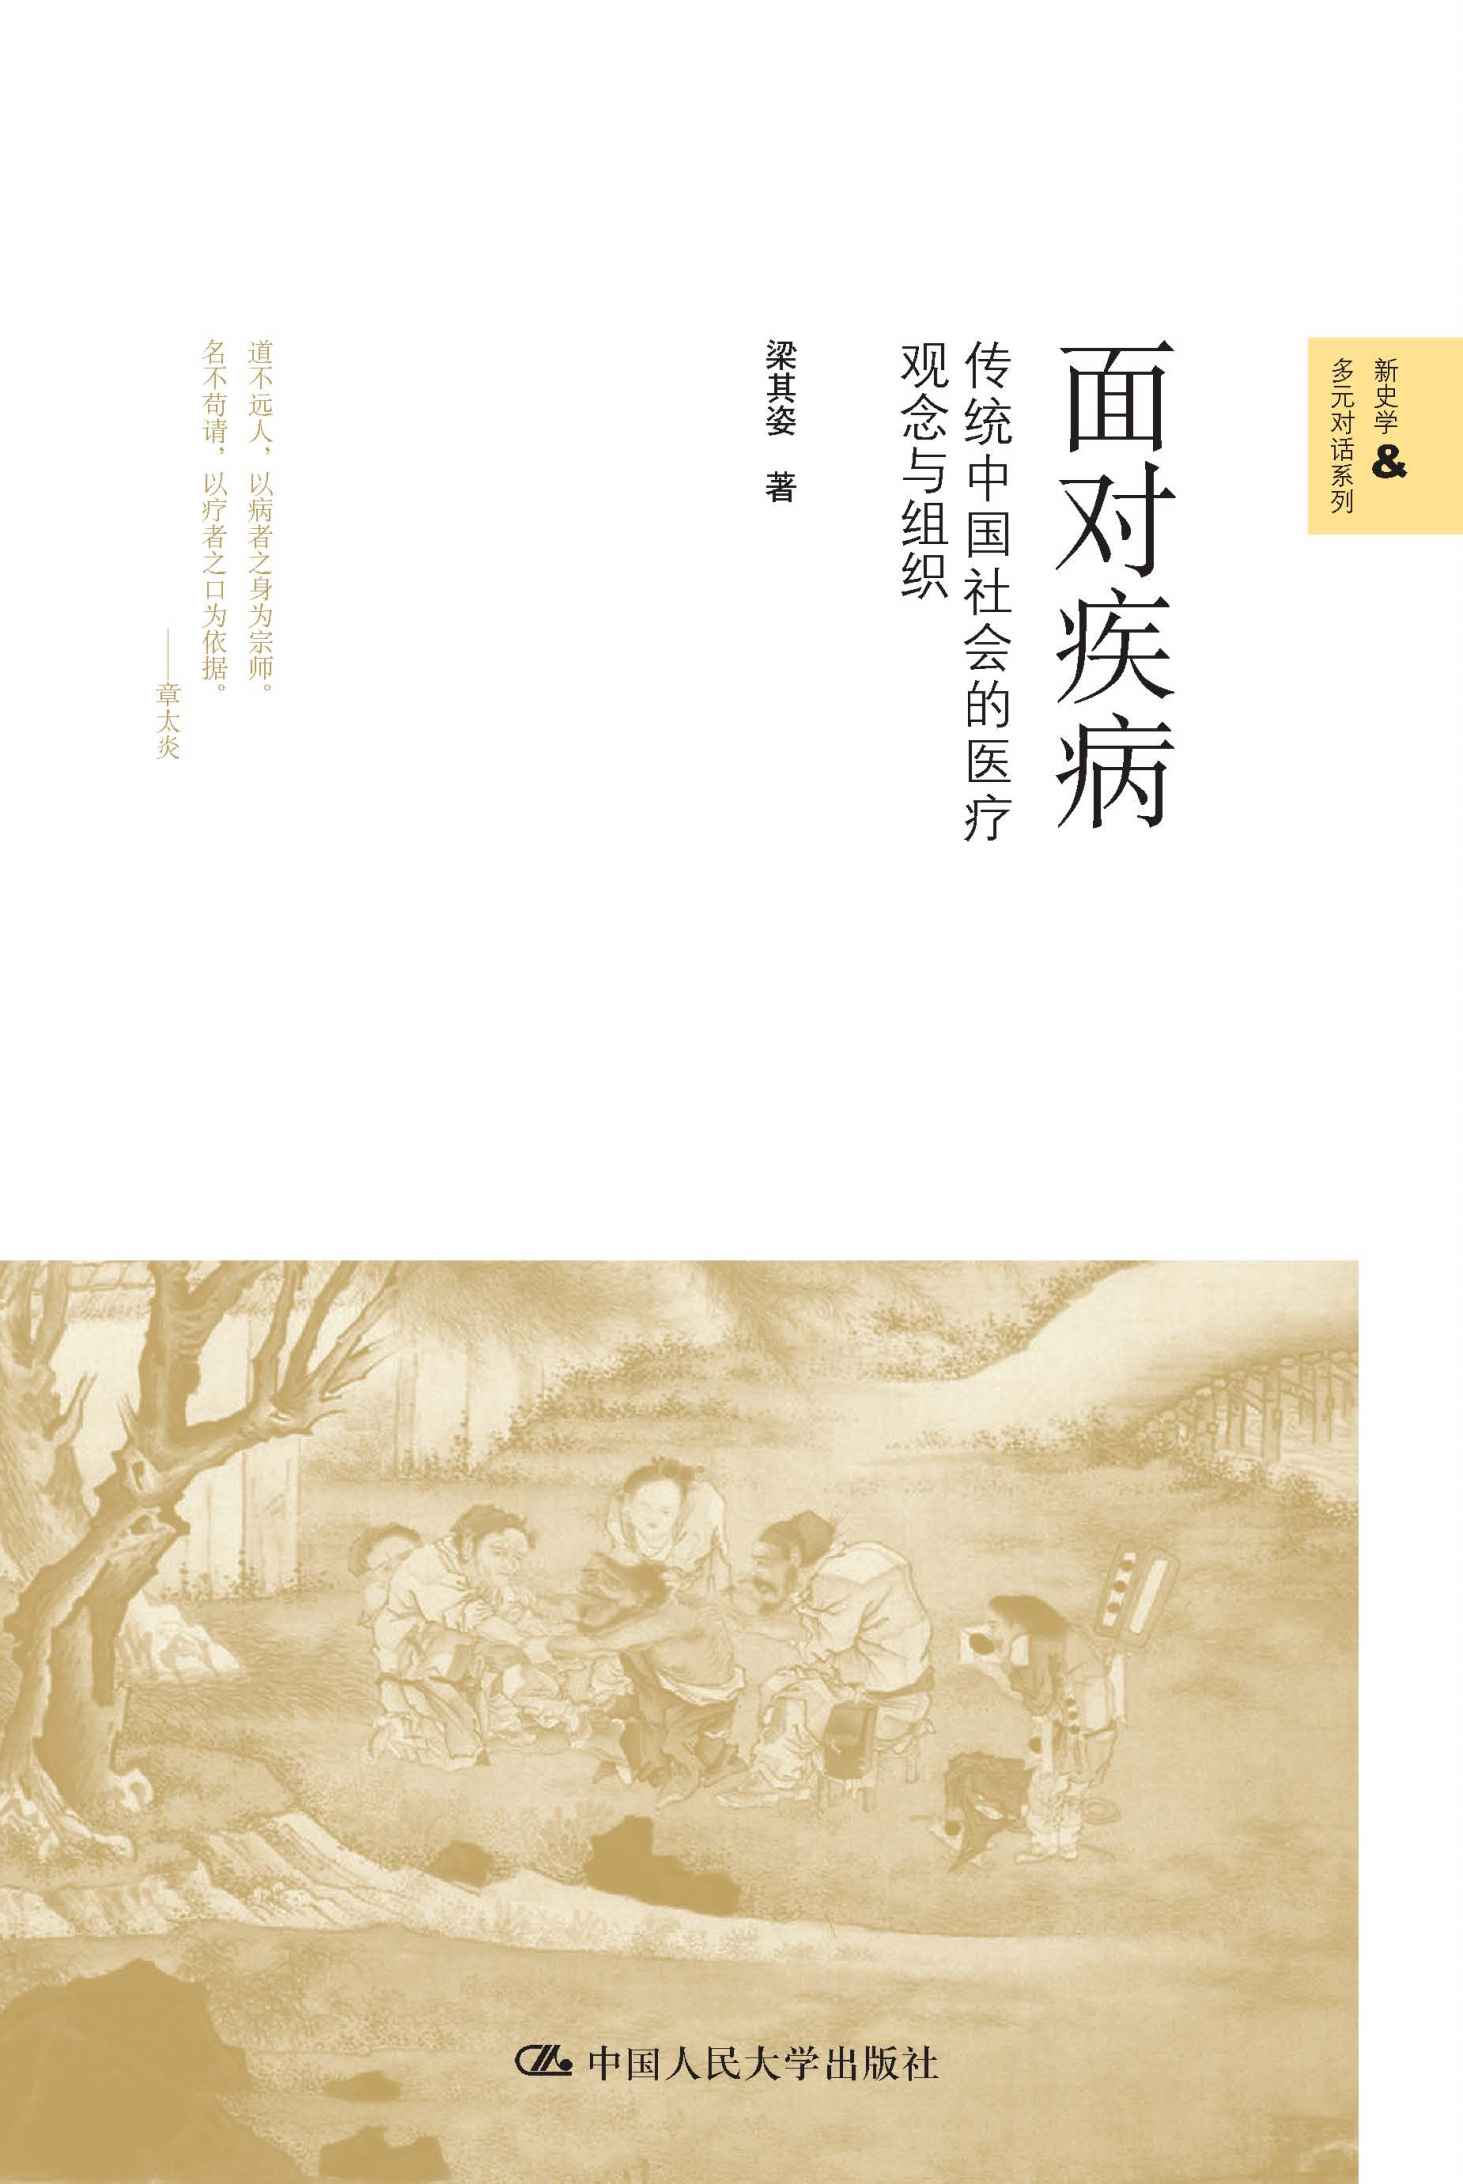 新史学&
多元对话系列
面对疾病
传统中国社会的医疗
观念与组织
梁其姿 著
道不远人，以病者之身为宗师。
名不苟请，以疗者之口为依据。
——章太炎
中国人民大学出版社